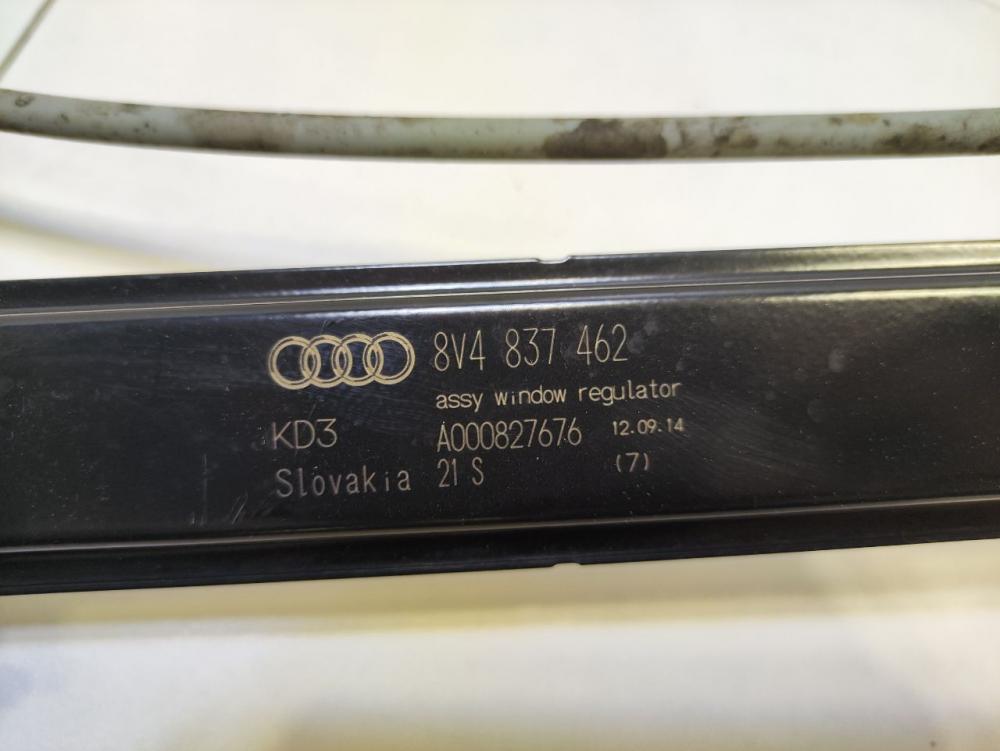 8V4 837 462
assy window regulator
KD3 A000827676 12.09.14
Slovakia 21 S (7)